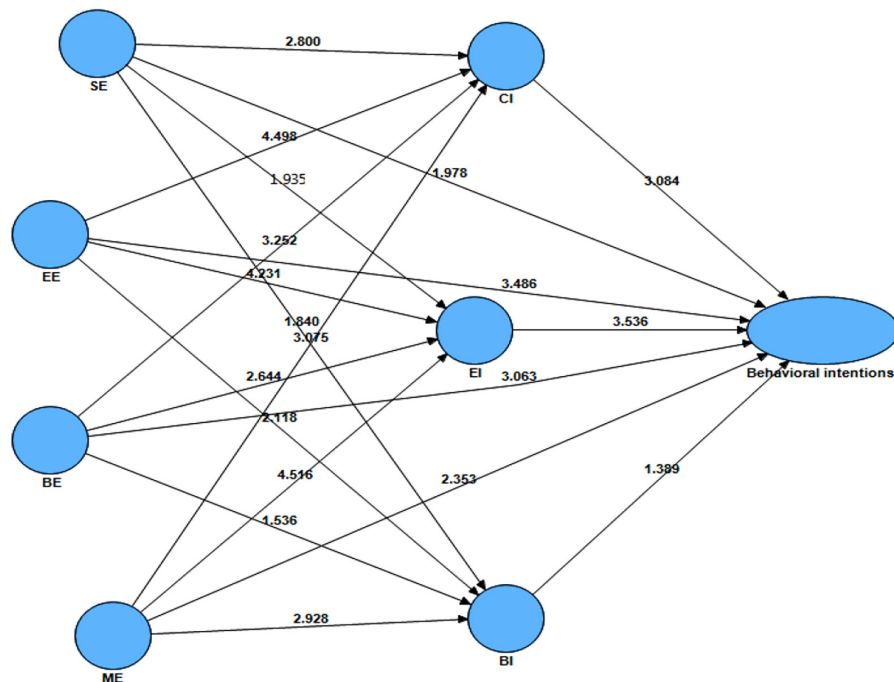 2.800
SE
CI
4.498
1.935
1.978
3.084
3.252
EE
4.231
3.486
1.840
3.536
3.075
EI
Behavioral intentions
2.644
3.063
2.118
BE
4.516
2.353
1.389
1.536
2.928
BI
ME